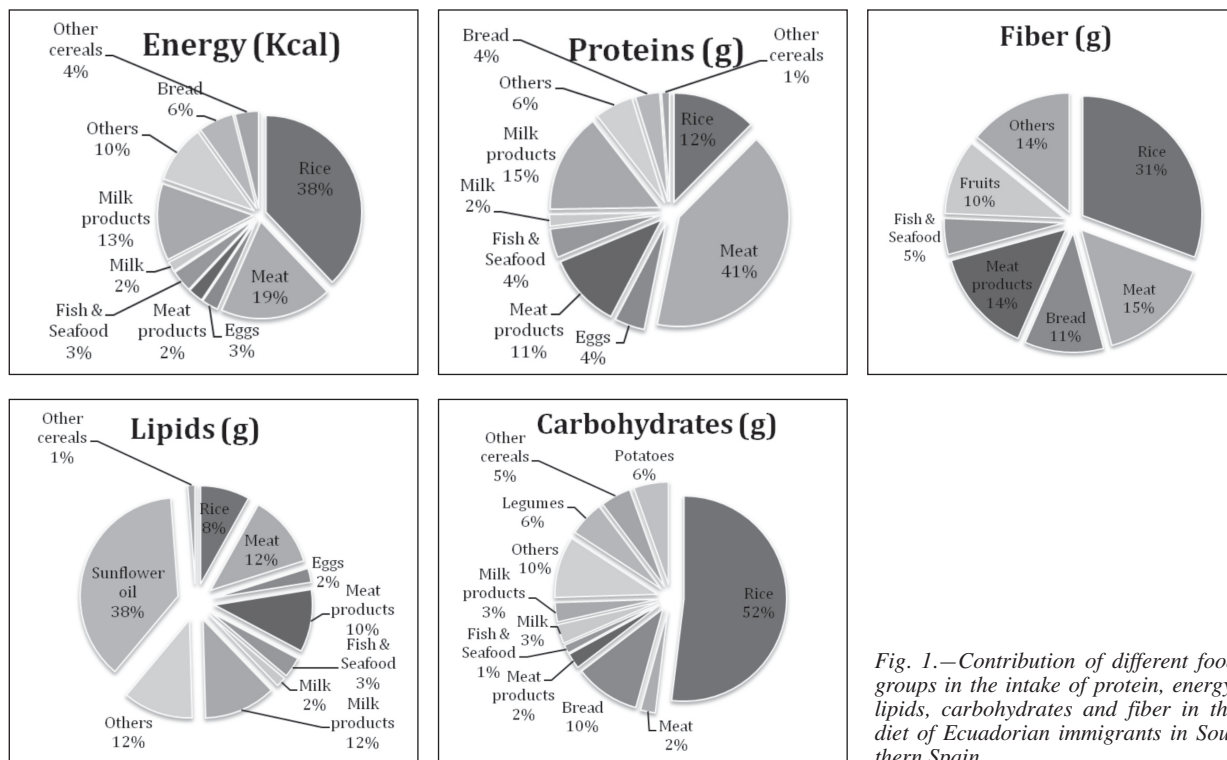 Energy (Kcal)
Other
cereals
4%
Bread
6%
Others
10%
Milk
products
13%
Milk
2%
Fish &
Seafood
3%
Meat
products
2%
Eggs
3%
Meat
19%
Rice
38%
Proteins (g)
Bread
4%
Other
cereals
1%
Others
6%
Milk
products
15%
Milk
2%
Fish &
Seafood
4%
Meat
products
11%
Eggs
4%
Meat
41%
Rice
12%
Fiber (g)
Others
14%
Rice
31%
Fruits
10%
Fish &
Seafood
5%
Meat
products
14%
Bread
11%
Meat
15%
Lipids (g)
Other
cereals
1%
Rice
8%
Meat
12%
Eggs
2%
Meat
products
10%
Fish &
Seafood
3%
Milk
2%
Milk
products
12%
Others
12%
Sunflower
oil
38%
Carbohydrates (g)
Other
cereals
5%
Potatoes
6%
Legumes
6%
Others
10%
Milk
products
3%
Milk
3%
Fish &
Seafood
1%
Meat
products
2%
Bread
10%
Meat
2%
Rice
52%
Fig. 1.—Contribution of different
groups in the intake of protein, energy
lipids, carbohydrates and fiber in
diet of Ecuadorian immigrants in Sou-
thern Spain